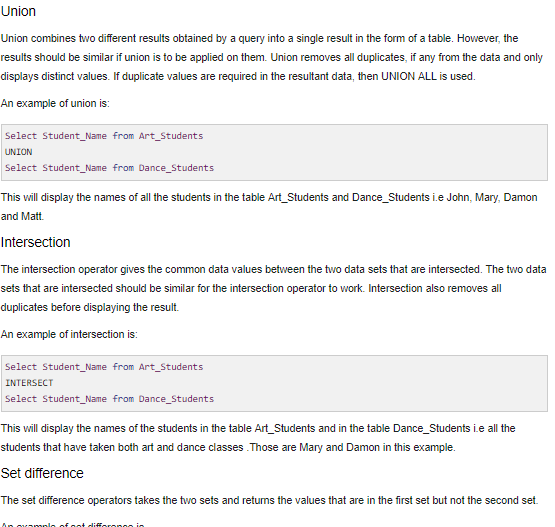 Union
Union combines two different results obtained by a query into a single result in the form of a table. However, the
results should be similar if union is to be applied on them. Union removes all duplicates, if any from the data and only
displays distinct values. If duplicate values are required in the resultant data, then UNION ALL is used.
An example of union is:
Select Student_Name from Art_Students
UNION
Select Student_Name from Dance_Students
This will display the names of all the students in the table Art_Students and Dance_Students i.e John, Mary, Damon
and Matt.
Intersection
The intersection operator gives the common data values between the two data sets that are intersected. The two data
sets that are intersected should be similar for the intersection operator to work. Intersection also removes all
duplicates before displaying the result.
An example of intersection is:
Select Student_Name from Art_Students
INTERSECT
Select Student_Name from Dance_Students
This will display the names of the students in the table Art_Students and in the table Dance_Students i.e all the
students that have taken both art and dance classes .Those are Mary and Damon in this example.
Set difference
The set difference operators takes the two sets and returns the values that are in the first set but not the second set.
An example of set difference is